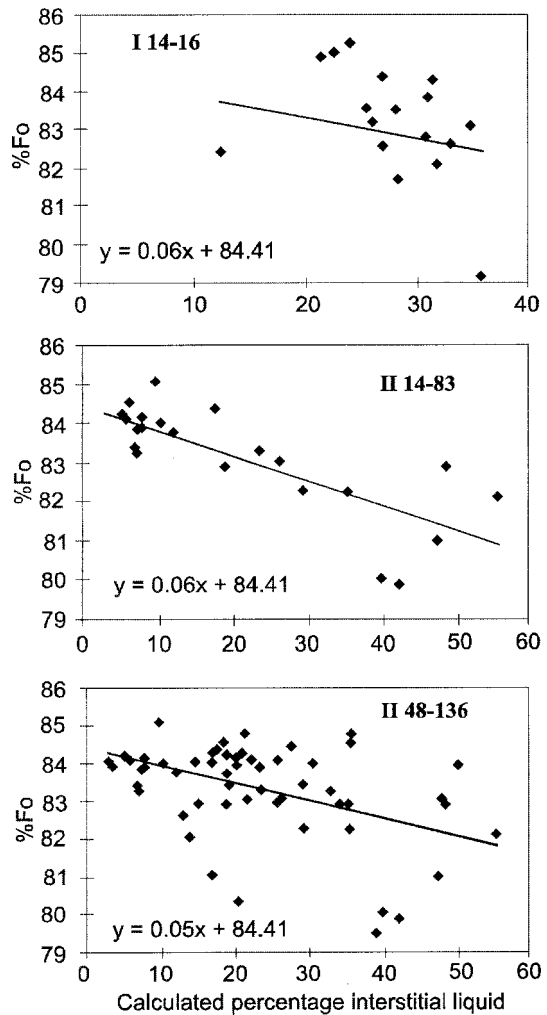 86
I 14-16
85
84
83
%Fo
82
81
80
y = 0.06x + 84.41
79
0 10 20 30 40
86
85
II 14-83
84
83
%Fo
82
81
80
y = 0.06x + 84.41
79
0 10 20 30 40 50 60
86
II 48-136
85
84
83
%Fo
82
81
80
y = 0.05x + 84.41
79
0 10 20 30 40 50 60
Calculated percentage interstitial liquid